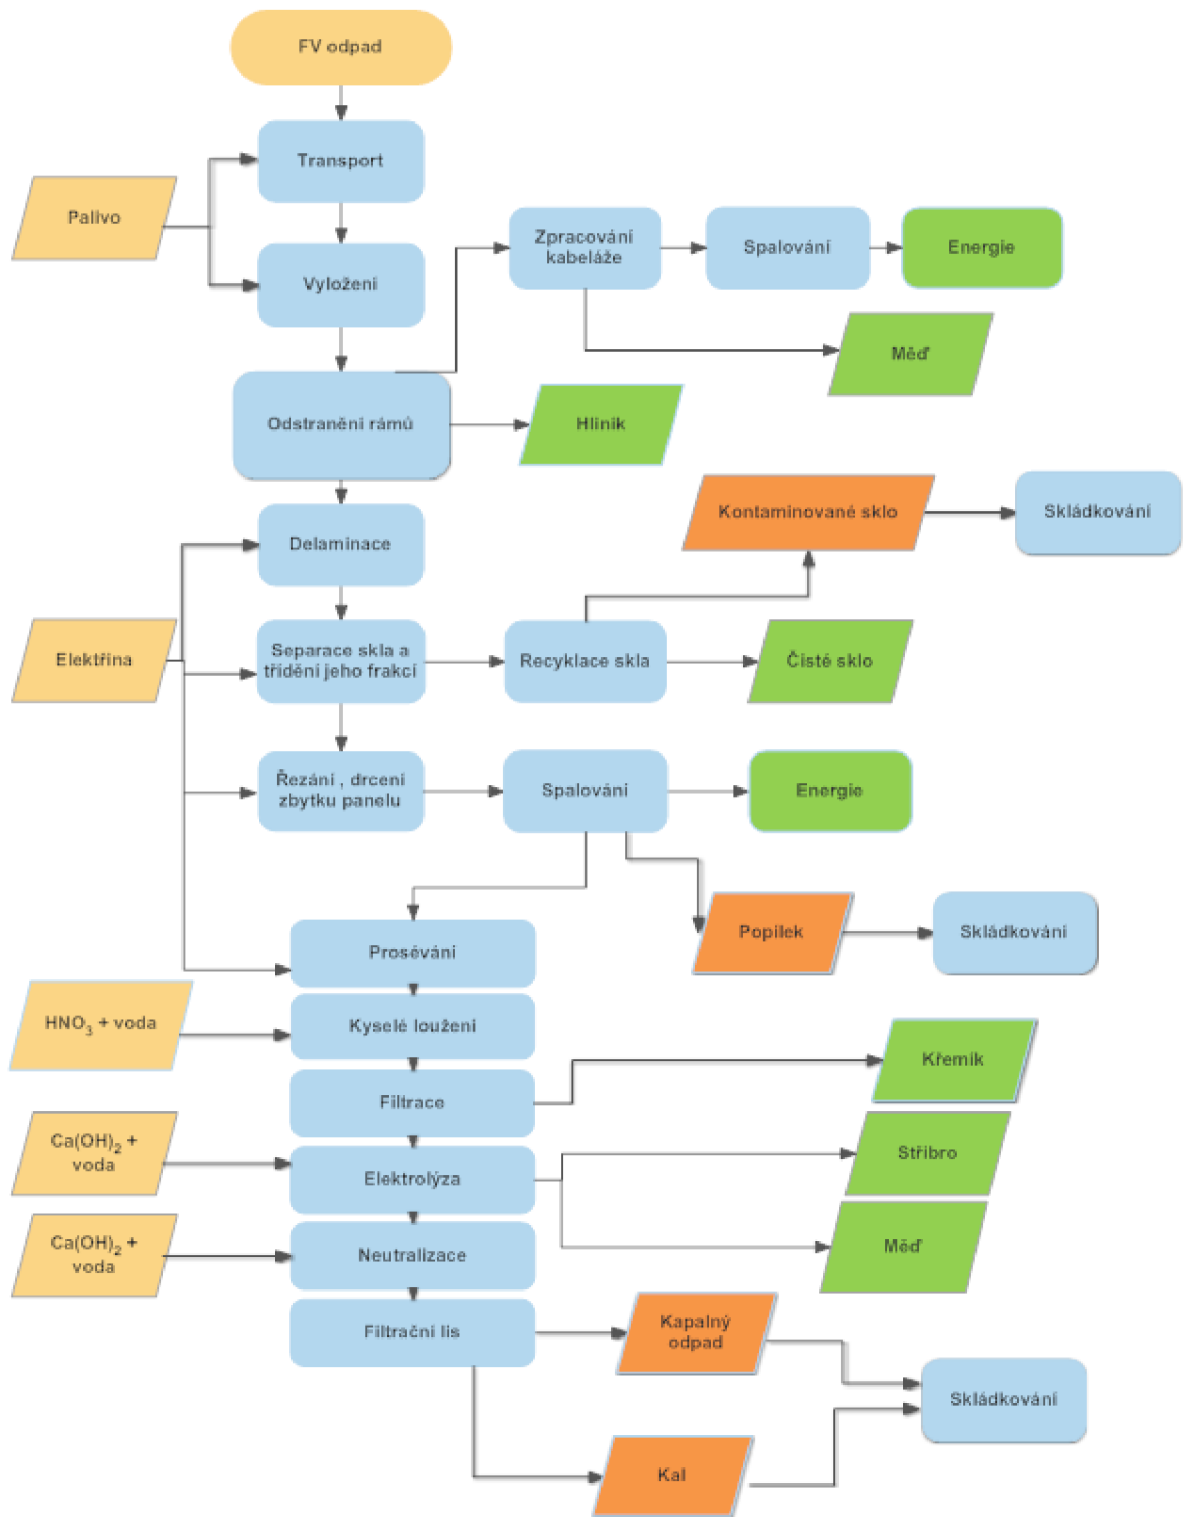 FV odpad
Transport
Palivo
Vyložení
Zpracování
kabeláže
Spalování
Energie
Měď
Odstranění rámů
Hliník
Kontaminované sklo
Skládkování
Delaminace
Elektřina
Separace skla a
třídění jeho frakcí
Recyklace skla
Čisté sklo
Řezání , drcení
zbytku panelu
Spalování
Energie
Popílek
Skládkování
Prosévání
HNO3 + voda
Kyselé loužení
Křemík
Filtrace
Ca(OH)2 +
voda
Elektrolýza
Stříbro
Měď
Ca(OH)2 +
voda
Neutralizace
Filtrační lis
Kapalný
odpad
Skládkování
Kal